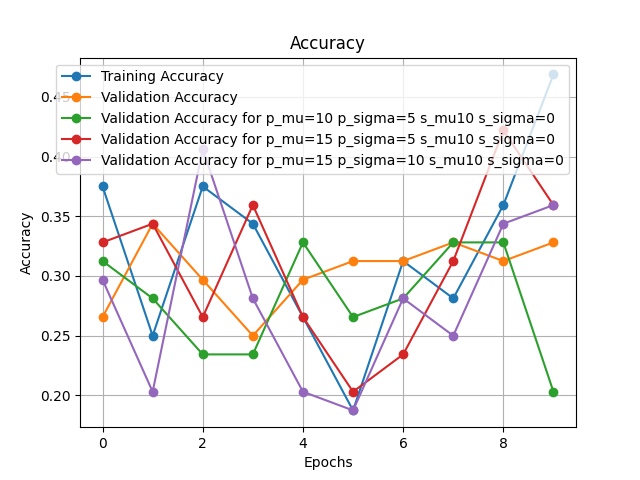 Accuracy
Training Accuracy
Validation Accuracy
Validation Accuracy for p_mu=10 p_sigma=5 s_mu10 s_sigma=0
Validation Accuracy for p_mu=15 p_sigma=5 s_mu10 s_sigma=0
Validation Accuracy for p_mu=15 p_sigma=10 s_mu10 s_sigma=0
0.45
0.40
0.35
0.30
0.25
0.20
Accuracy
0 2 4 6 8
Epochs